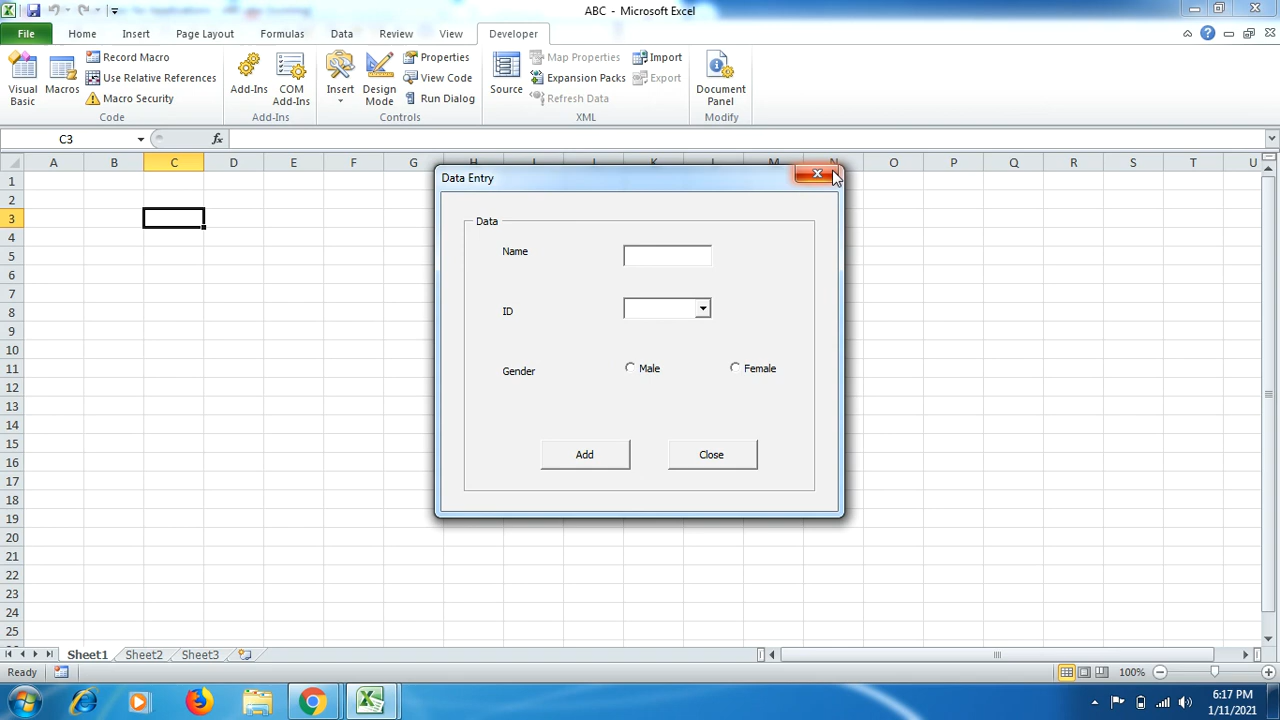 ABC - Microsoft Excel
File Home Insert Page Layout Formulas Data Review View Developer
Record Macro
Use Relative References
Macro Security
Visual Basic
Macros
Code
Add-Ins
COM Add-Ins
Add-Ins
Insert
Design Mode
Properties
View Code
Run Dialog
Controls
Source
Map Properties
Expansion Packs
Refresh Data
Import
Export
XML
Document Panel
Modify
C3 fx
A B C D E F G H I J K L M N O P Q R S T U
1
2
3
4
5
6
7
8
9
10
11
12
13
14
15
16
17
18
19
20
21
22
23
24
25
Data Entry
Data
Name
ID
Gender Male Female
Add Close
Sheet1 Sheet2 Sheet3
Ready 100%
6:17 PM
1/11/2021